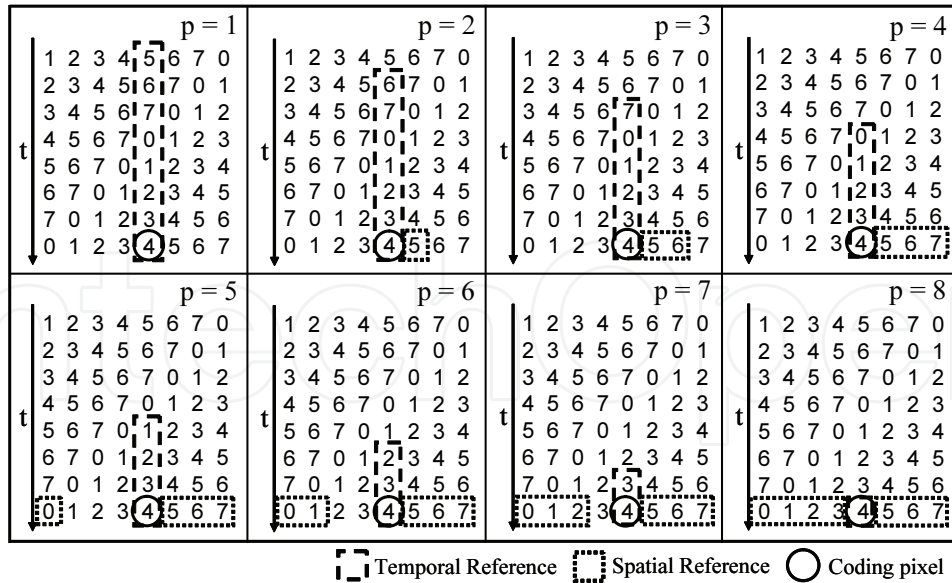 p = 1
1 2 3 4 5 6 7 0
2 3 4 5 6 7 0 1
3 4 5 6 7 0 1 2
4 5 6 7 0 1 2 3
5 6 7 0 1 2 3 4
6 7 0 1 2 3 4 5
7 0 1 2 3 4 5 6
0 1 2 3 4 5 6 7
t
p = 2
1 2 3 4 5 6 7 0
2 3 4 5 6 7 0 1
3 4 5 6 7 0 1 2
4 5 6 7 0 1 2 3
5 6 7 0 1 2 3 4
6 7 0 1 2 3 4 5
7 0 1 2 3 4 5 6
0 1 2 3 4 5 6 7
t
p = 3
1 2 3 4 5 6 7 0
2 3 4 5 6 7 0 1
3 4 5 6 7 0 1 2
4 5 6 7 0 1 2 3
5 6 7 0 1 2 3 4
6 7 0 1 2 3 4 5
7 0 1 2 3 4 5 6
0 1 2 3 4 5 6 7
t
p = 4
1 2 3 4 5 6 7 0
2 3 4 5 6 7 0 1
3 4 5 6 7 0 1 2
4 5 6 7 0 1 2 3
5 6 7 0 1 2 3 4
6 7 0 1 2 3 4 5
7 0 1 2 3 4 5 6
0 1 2 3 4 5 6 7
t
p = 5
1 2 3 4 5 6 7 0
2 3 4 5 6 7 0 1
3 4 5 6 7 0 1 2
4 5 6 7 0 1 2 3
5 6 7 0 1 2 3 4
6 7 0 1 2 3 4 5
7 0 1 2 3 4 5 6
0 1 2 3 4 5 6 7
t
p = 6
1 2 3 4 5 6 7 0
2 3 4 5 6 7 0 1
3 4 5 6 7 0 1 2
4 5 6 7 0 1 2 3
5 6 7 0 1 2 3 4
6 7 0 1 2 3 4 5
7 0 1 2 3 4 5 6
0 1 2 3 4 5 6 7
t
p = 7
1 2 3 4 5 6 7 0
2 3 4 5 6 7 0 1
3 4 5 6 7 0 1 2
4 5 6 7 0 1 2 3
5 6 7 0 1 2 3 4
6 7 0 1 2 3 4 5
7 0 1 2 3 4 5 6
0 1 2 3 4 5 6 7
t
p = 8
1 2 3 4 5 6 7 0
2 3 4 5 6 7 0 1
3 4 5 6 7 0 1 2
4 5 6 7 0 1 2 3
5 6 7 0 1 2 3 4
6 7 0 1 2 3 4 5
7 0 1 2 3 4 5 6
0 1 2 3 4 5 6 7
t
ntechOpe
Temporal Reference Spatial Reference Coding pixel